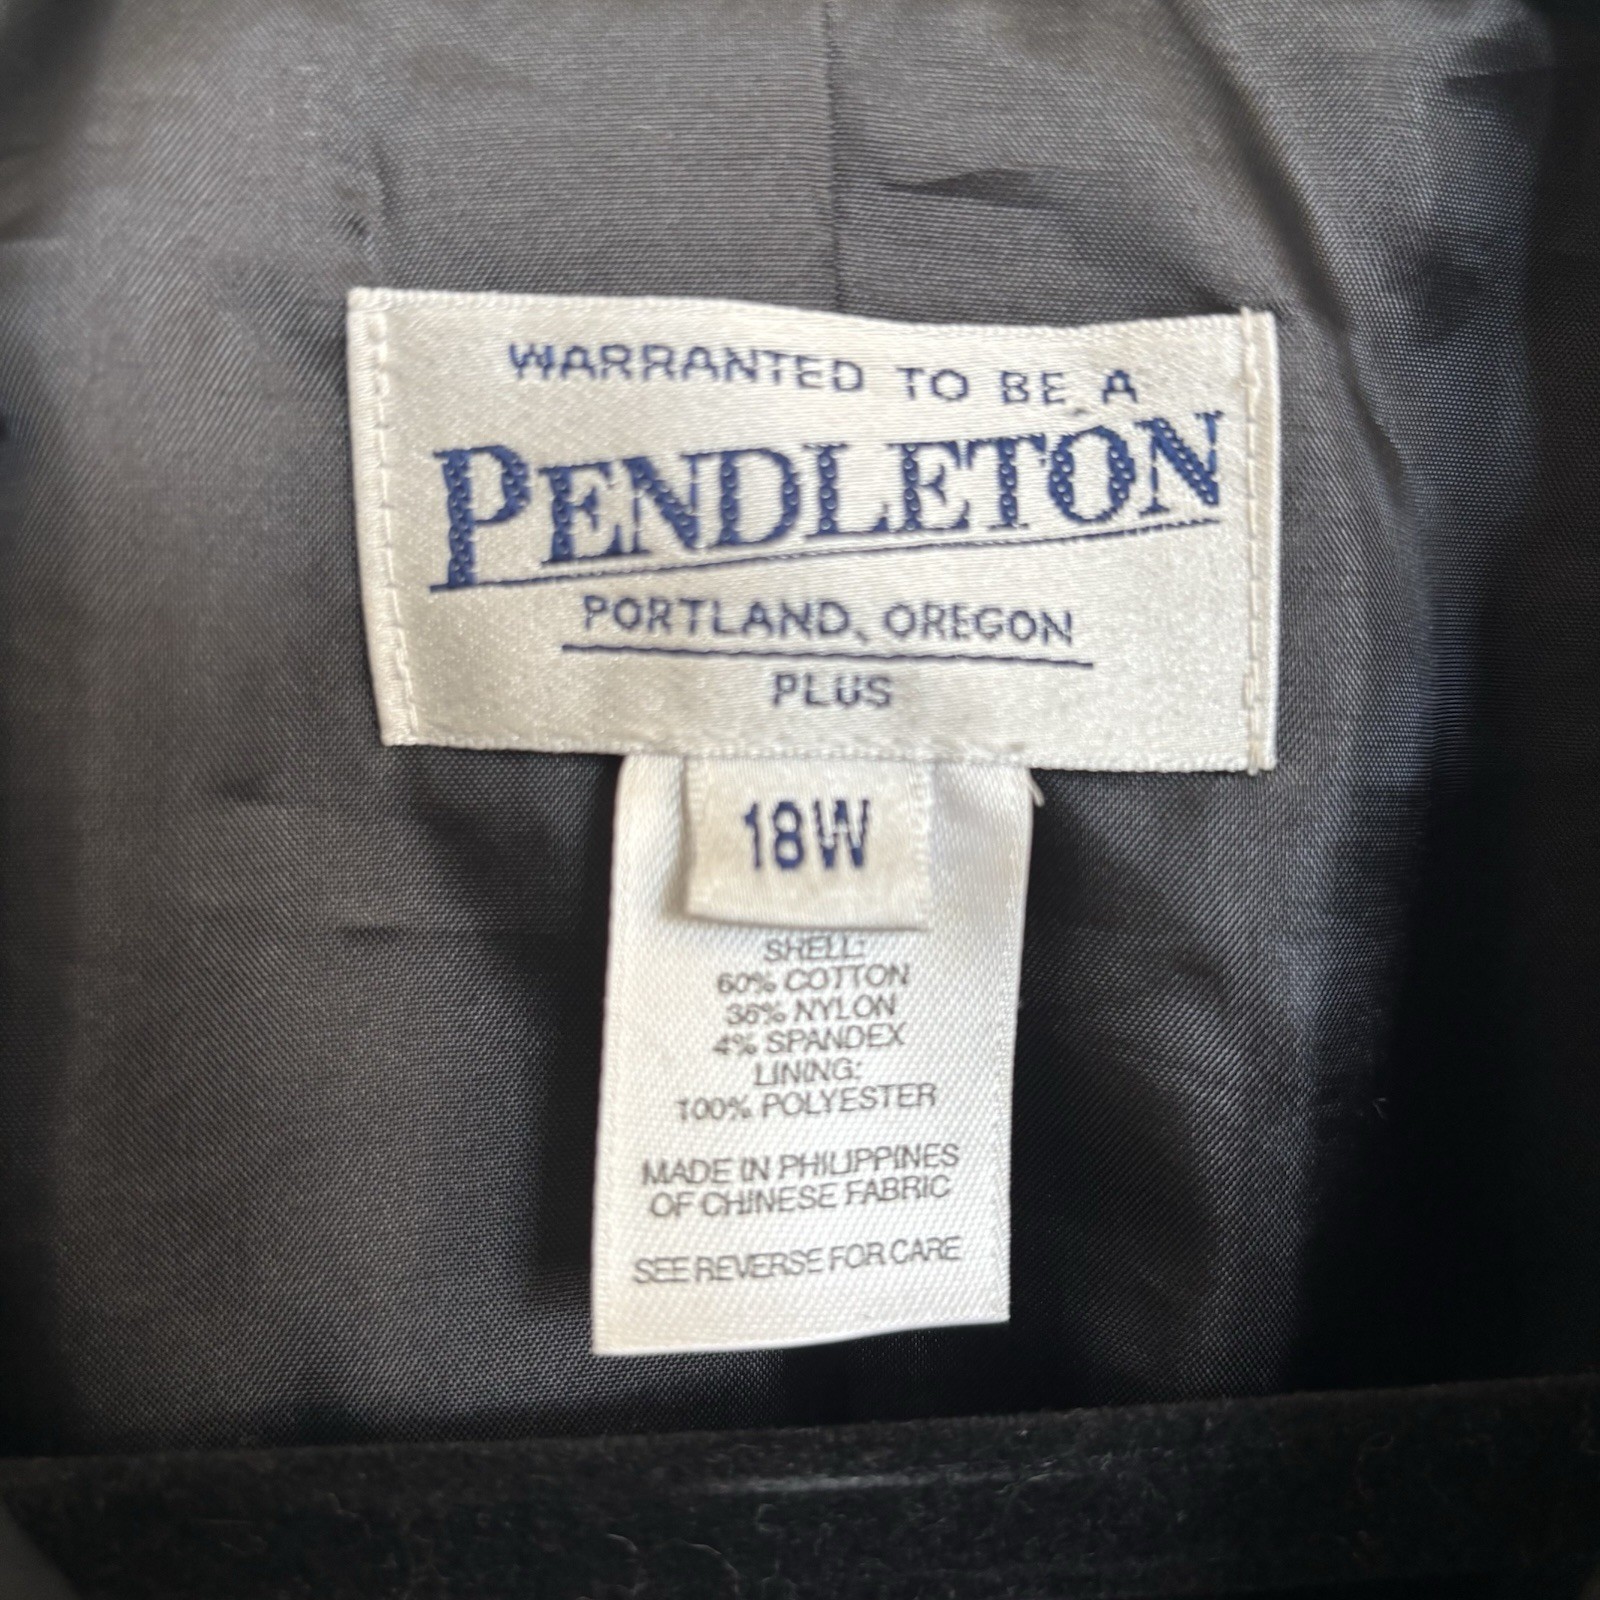 WARRANTED TO BE A
PENDLETON
PORTLAND, OREGON
PLUS
18W
SHELL:
60% COTTON
36% NYLON
4% SPANDEX
LINING:
100% POLYESTER
MADE IN PHILIPPINES
OF CHINESE FABRIC
SEE REVERSE FOR CARE